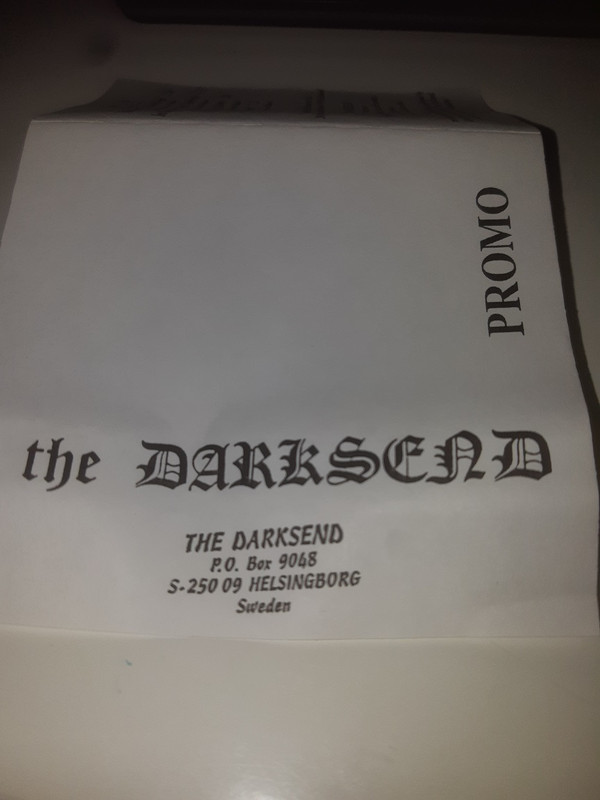 PROMO
the DARKSEND
THE DARKSEND
P.O. Box 9048
S-250 09 HELSINGBORG
Sweden